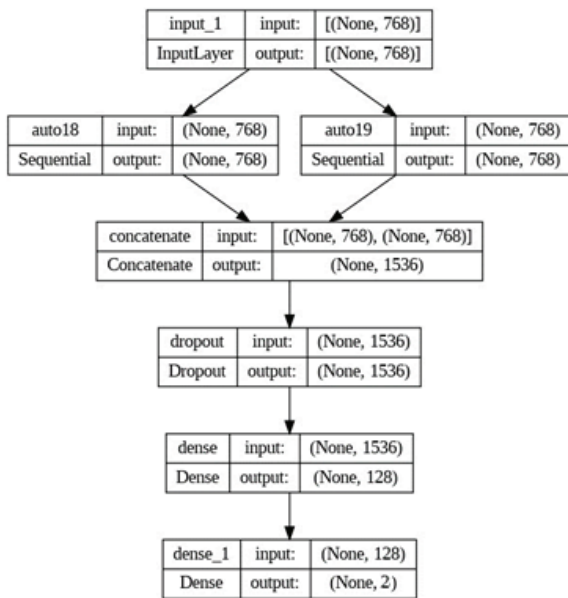 input_1 input: [(None, 768)]
InputLayer output: [(None, 768)]
auto18 input: (None, 768)
Sequential output: (None, 768)
auto19 input: (None, 768)
Sequential output: (None, 768)
concatenate input: [(None, 768), (None, 768)]
Concatenate output: (None, 1536)
dropout input: (None, 1536)
Dropout output: (None, 1536)
dense input: (None, 1536)
Dense output: (None, 128)
dense_1 input: (None, 128)
Dense output: (None, 2)